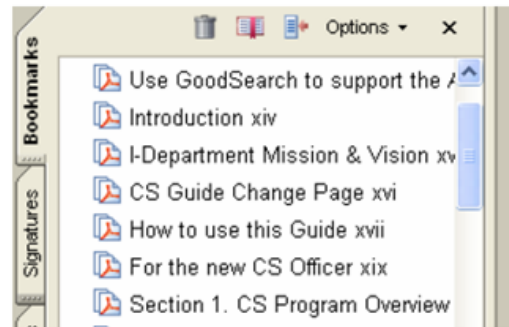 Options
Bookmarks
Signatures
Use GoodSearch to support the
Introduction xiv
I-Department Mission & Vision xv
CS Guide Change Page xvi
How to use this Guide xvii
For the new CS Officer xix
Section 1. CS Program Overview